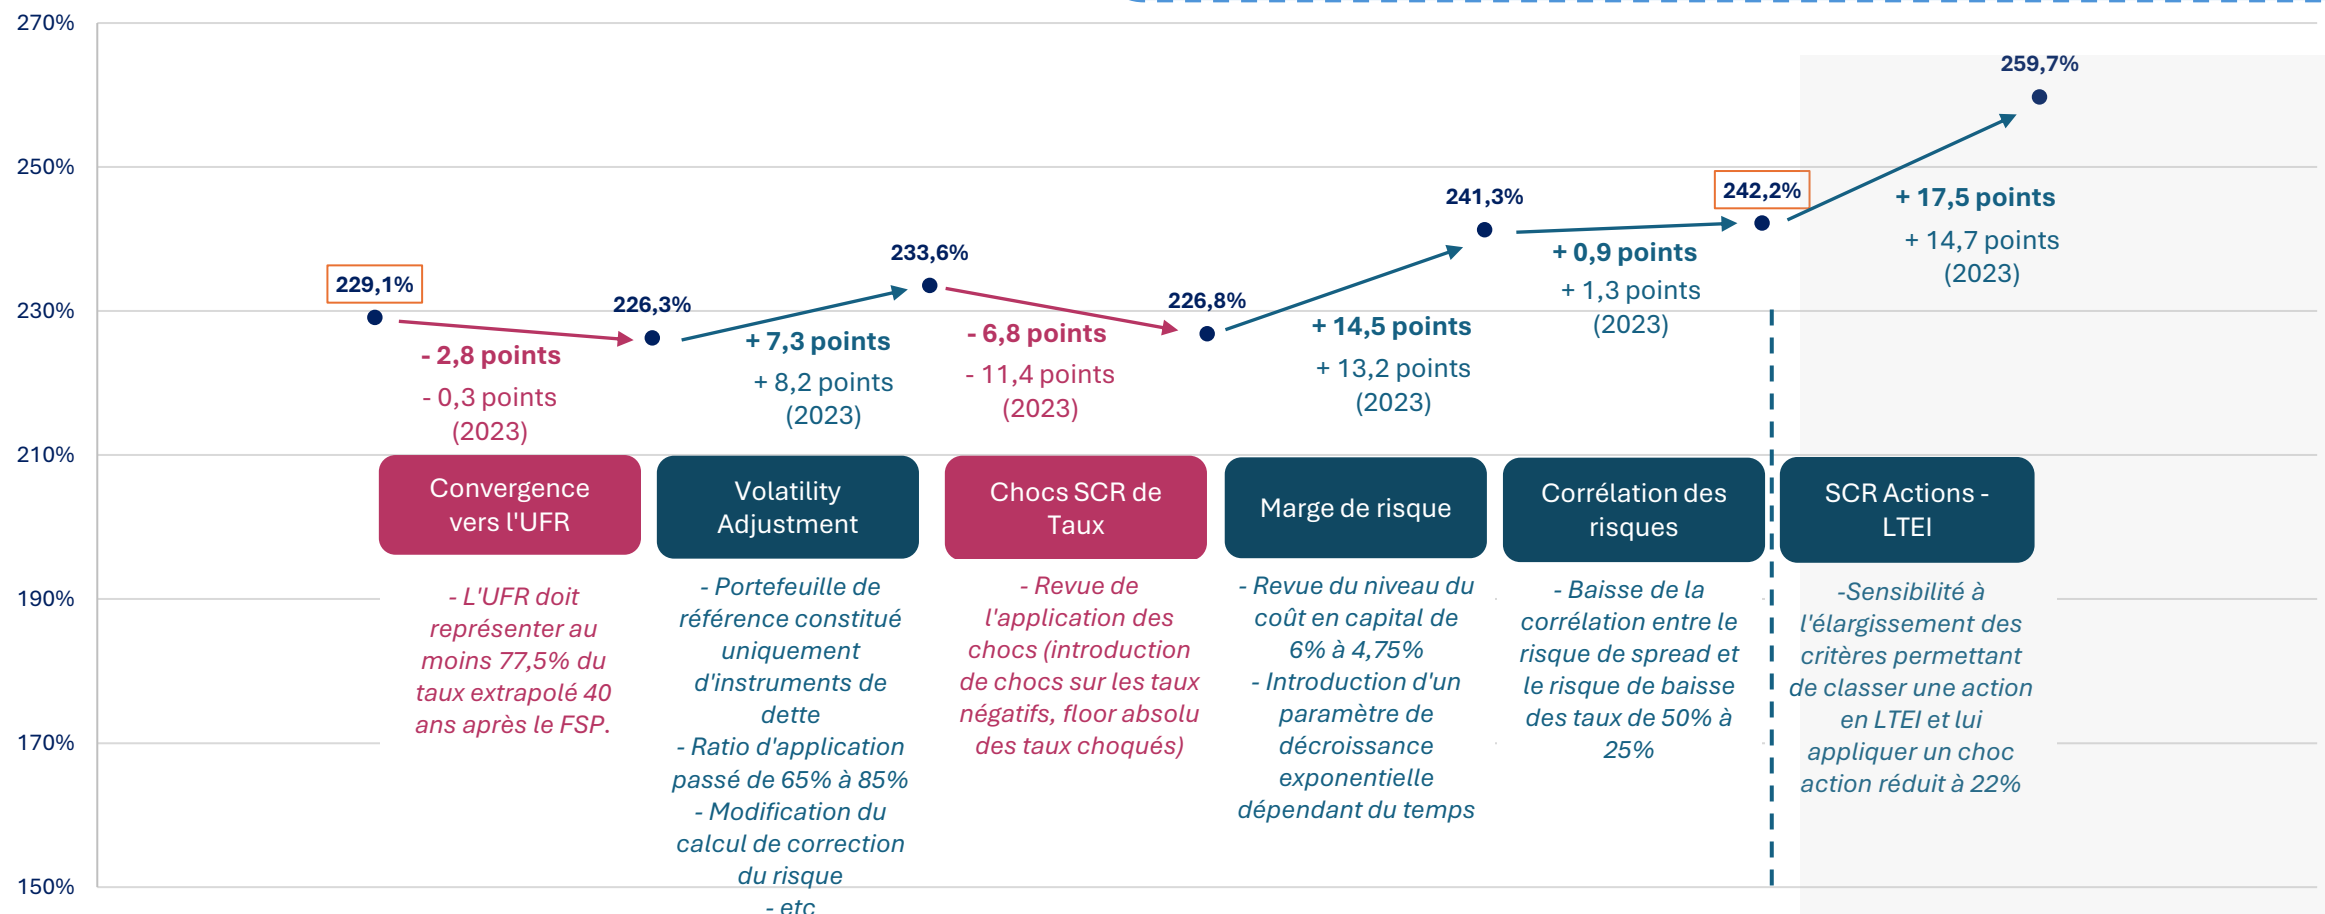 270%
250%
230%
210%
190%
170%
150%
229,1%
226,3%
233,6%
226,8%
241,3%
242,2%
259,7%
- 2,8 points
- 0,3 points
(2023)
+ 7,3 points
+ 8,2 points
(2023)
- 6,8 points
- 11,4 points
(2023)
+ 14,5 points
+ 13,2 points
(2023)
+ 0,9 points
+ 1,3 points
(2023)
+ 17,5 points
+ 14,7 points
(2023)
Convergence
vers l'UFR
- L'UFR doit
représenter au
moins 77,5% du
taux extrapolé 40
ans après le FSP.
Volatility
Adjustment
- Portefeuille de
référence constitué
uniquement
d'instruments de
dette
- Ratio d'application
passé de 65% à 85%
- Modification du
calcul de correction
du risque
- etc
Chocs SCR de
Taux
- Revue de
l'application des
chocs (introduction
de chocs sur les taux
négatifs, floor absolu
des taux choqués)
Marge de risque
- Revue du niveau du
coût en capital de
6% à 4,75%
- Introduction d'un
paramètre de
décroissance
exponentielle
dépendant du temps
Corrélation des
risques
- Baisse de la
corrélation entre le
risque de spread et
le risque de baisse
des taux de 50% à
25%
SCR Actions -
LTEI
-Sensibilité à
l'élargissement des
critères permettant
de classer une action
en LTEI et lui
appliquer un choc
action réduit à 22%